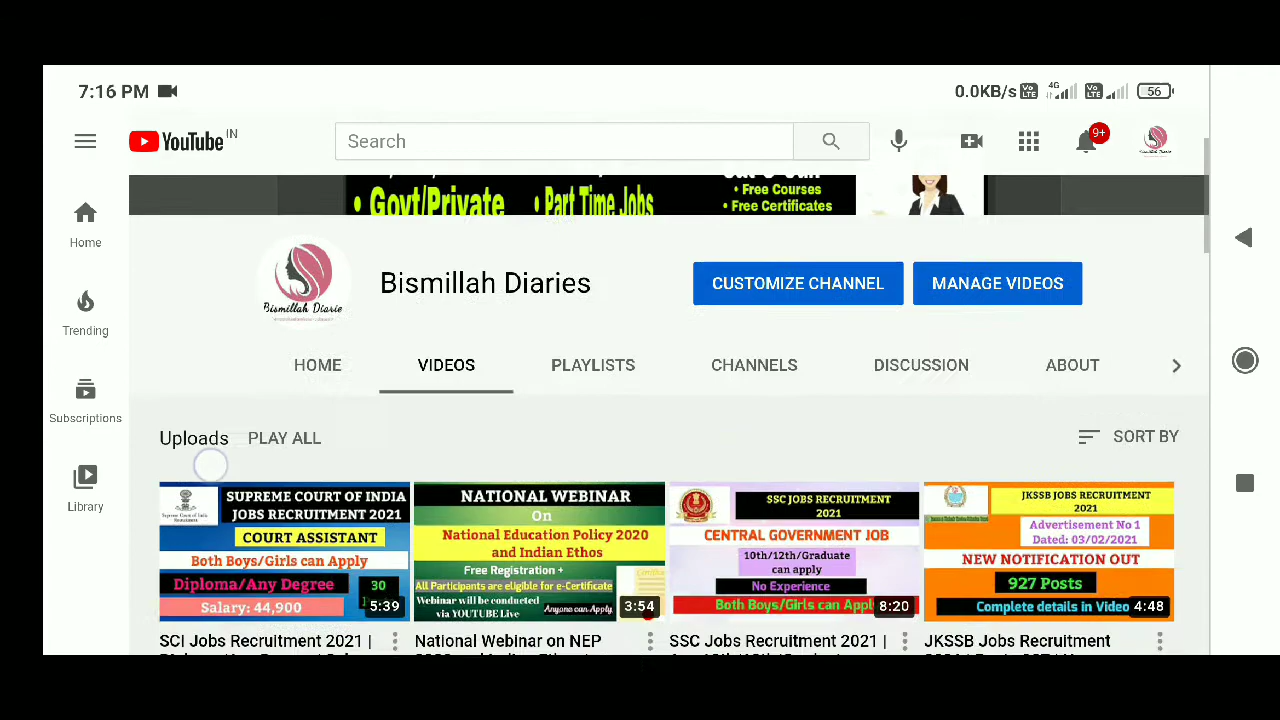 7:16 PM
0.0KB/s Vo LTE 4G Vo LTE 56
YouTube IN
Search
9+
• Govt/Private
• Part Time Jobs
• Free Courses
• Free Certificates
Home
Trending
Subscriptions
Library
Bismillah Diarie
Bismillah Diaries
CUSTOMIZE CHANNEL
MANAGE VIDEOS
HOME
VIDEOS
PLAYLISTS
CHANNELS
DISCUSSION
ABOUT
Uploads
PLAY ALL
SORT BY
SUPREME COURT OF INDIA
JOBS RECRUITMENT 2021
COURT ASSISTANT
Both Boys/Girls can Apply
Diploma/Any Degree
30
Salary: 44,900
5:39
SCI Jobs Recruitment 2021 |
NATIONAL WEBINAR
On
National Education Policy 2020
and Indian Ethos
Free Registration +
All Participants are eligible for e-Certificate
Webinar will be conducted
via YOUTUBE Live
Anyone can Apply
3:54
National Webinar on NEP
SSC JOBS RECRUITMENT
2021
CENTRAL GOVERNMENT JOB
10th/12th/Graduate
can apply
No Experience
Both Boys/Girls can Appl
8:20
SSC Jobs Recruitment 2021 |
JKSSB JOBS RECRUITMENT
2021
Advertisement No 1
Dated: 03/02/2021
NEW NOTIFICATION OUT
927 Posts
Complete details in Video
4:48
JKSSB Jobs Recruitment